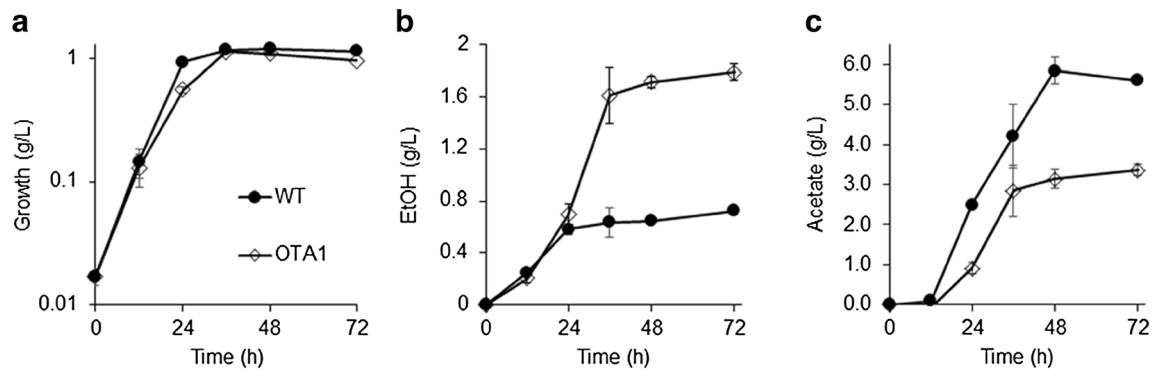 a
Growth (g/L)
1
0.1
0.01
0
24
48
72
Time (h)
WT
OTA1
b
EtOH (g/L)
2
1.6
1.2
0.8
0.4
0
0
24
48
72
Time (h)
c
Acetate (g/L)
6.0
5.0
4.0
3.0
2.0
1.0
0.0
0
24
48
72
Time (h)